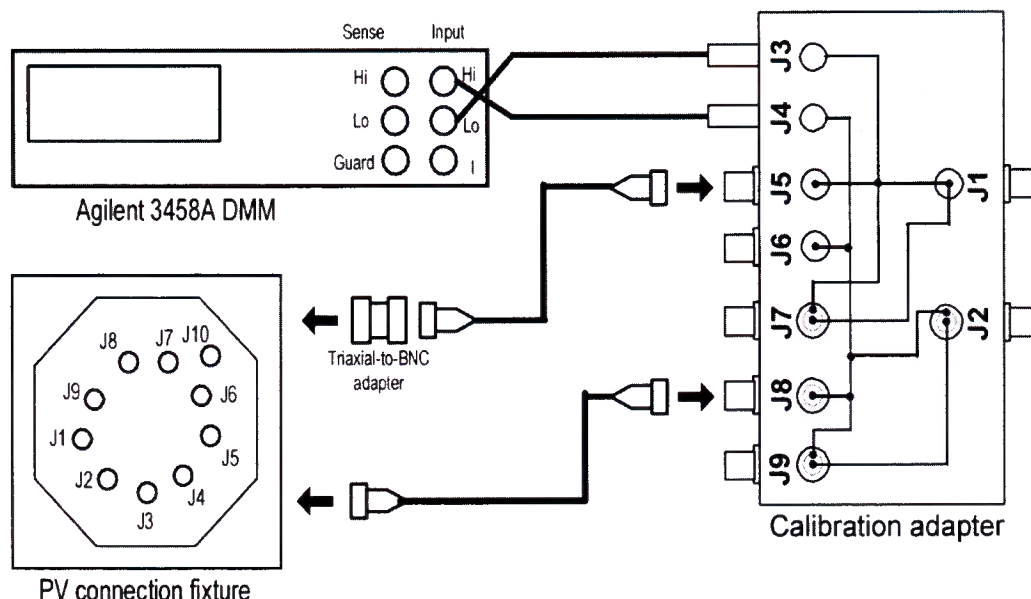 Sense Input
Hi Hi
Lo Lo
Guard I
Agilent 3458A DMM
J3
J4
J5
J6
J7
J8
J9
J1
J2
Calibration adapter
Triaxial-to-BNC
adapter
J8 J7 J10
J9 J6
J1 J5
J2 J4
J3
PV connection fixture